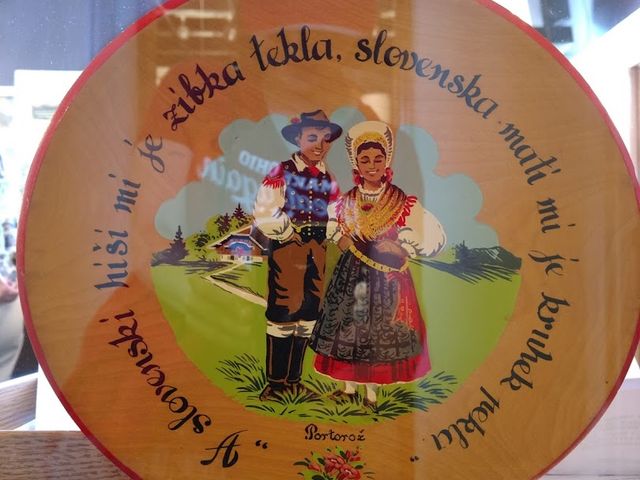 "V slovenski hiši mi je zibka tekla, slovenska mati mi je kruhek pekla"
Portorož